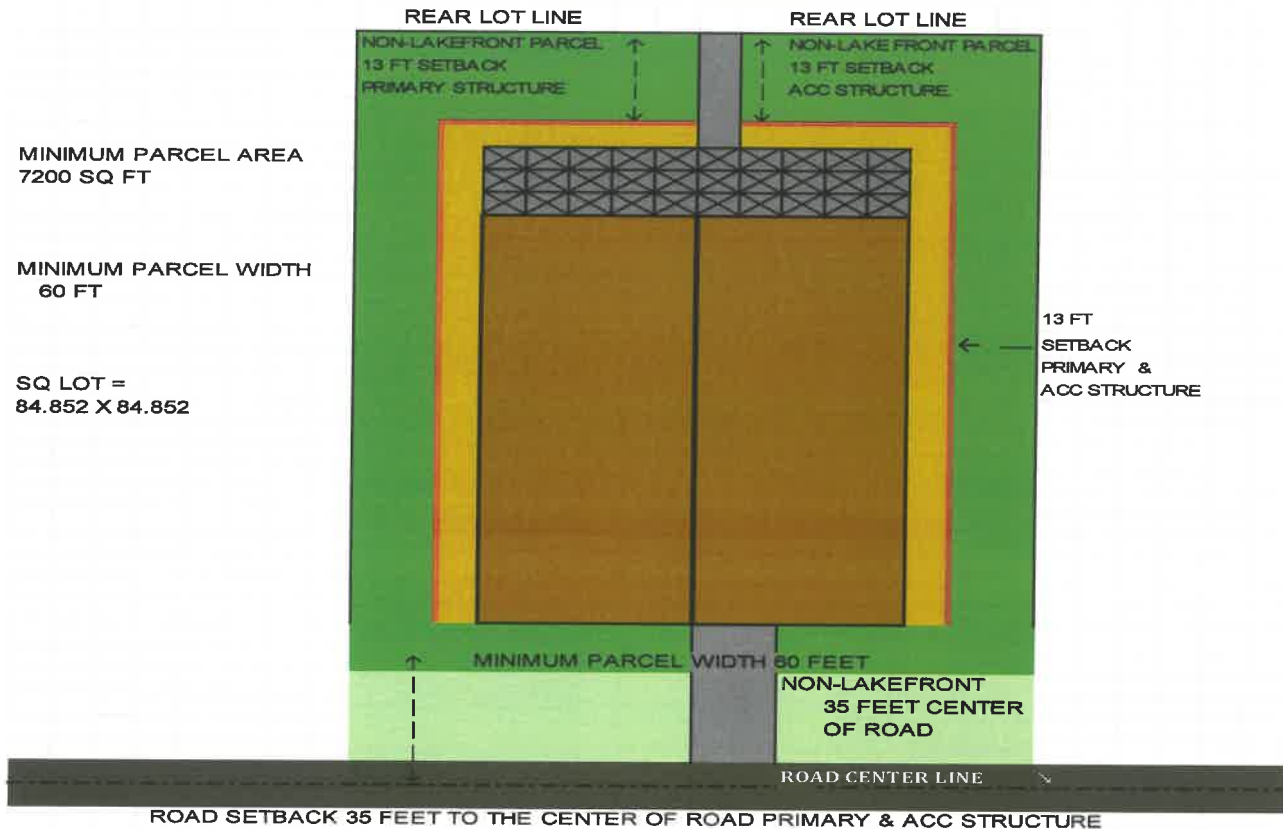 REAR LOT LINE
REAR LOT LINE
NON-LAKEFRONT PARCEL
13 FT SETBACK
PRIMARY STRUCTURE
NON-LAKE FRONT PARCEL
13 FT SETBACK
ACC STRUCTURE
MINIMUM PARCEL AREA
7200 SQ FT
MINIMUM PARCEL WIDTH
60 FT
SQ LOT =
84.852 X 84.852
13 FT
SETBACK
PRIMARY &
ACC STRUCTURE
MINIMUM PARCEL WIDTH 60 FEET
NON-LAKEFRONT
35 FEET CENTER
OF ROAD
ROAD CENTER LINE
ROAD SETBACK 35 FEET TO THE CENTER OF ROAD PRIMARY & ACC STRUCTURE